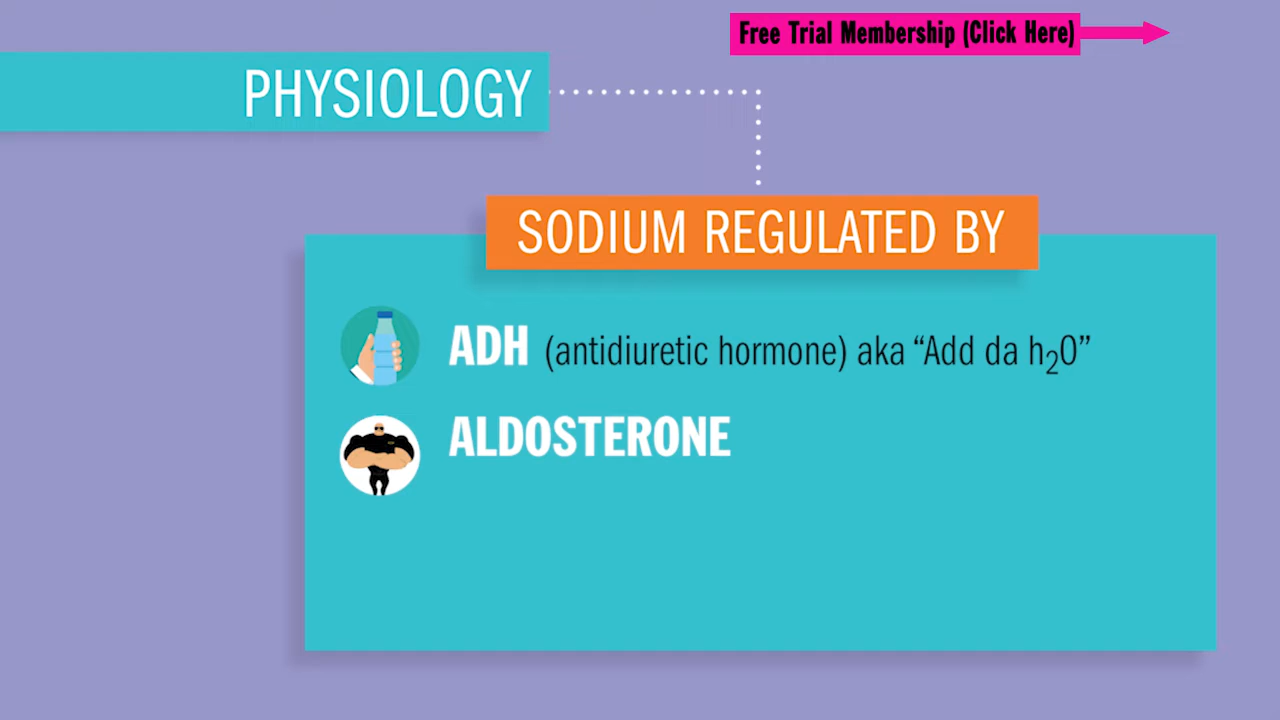 Free Trial Membership (Click Here)
PHYSIOLOGY
SODIUM REGULATED BY
ADH (antidiuretic hormone) aka “Add da h₂O”
ALDOSTERONE